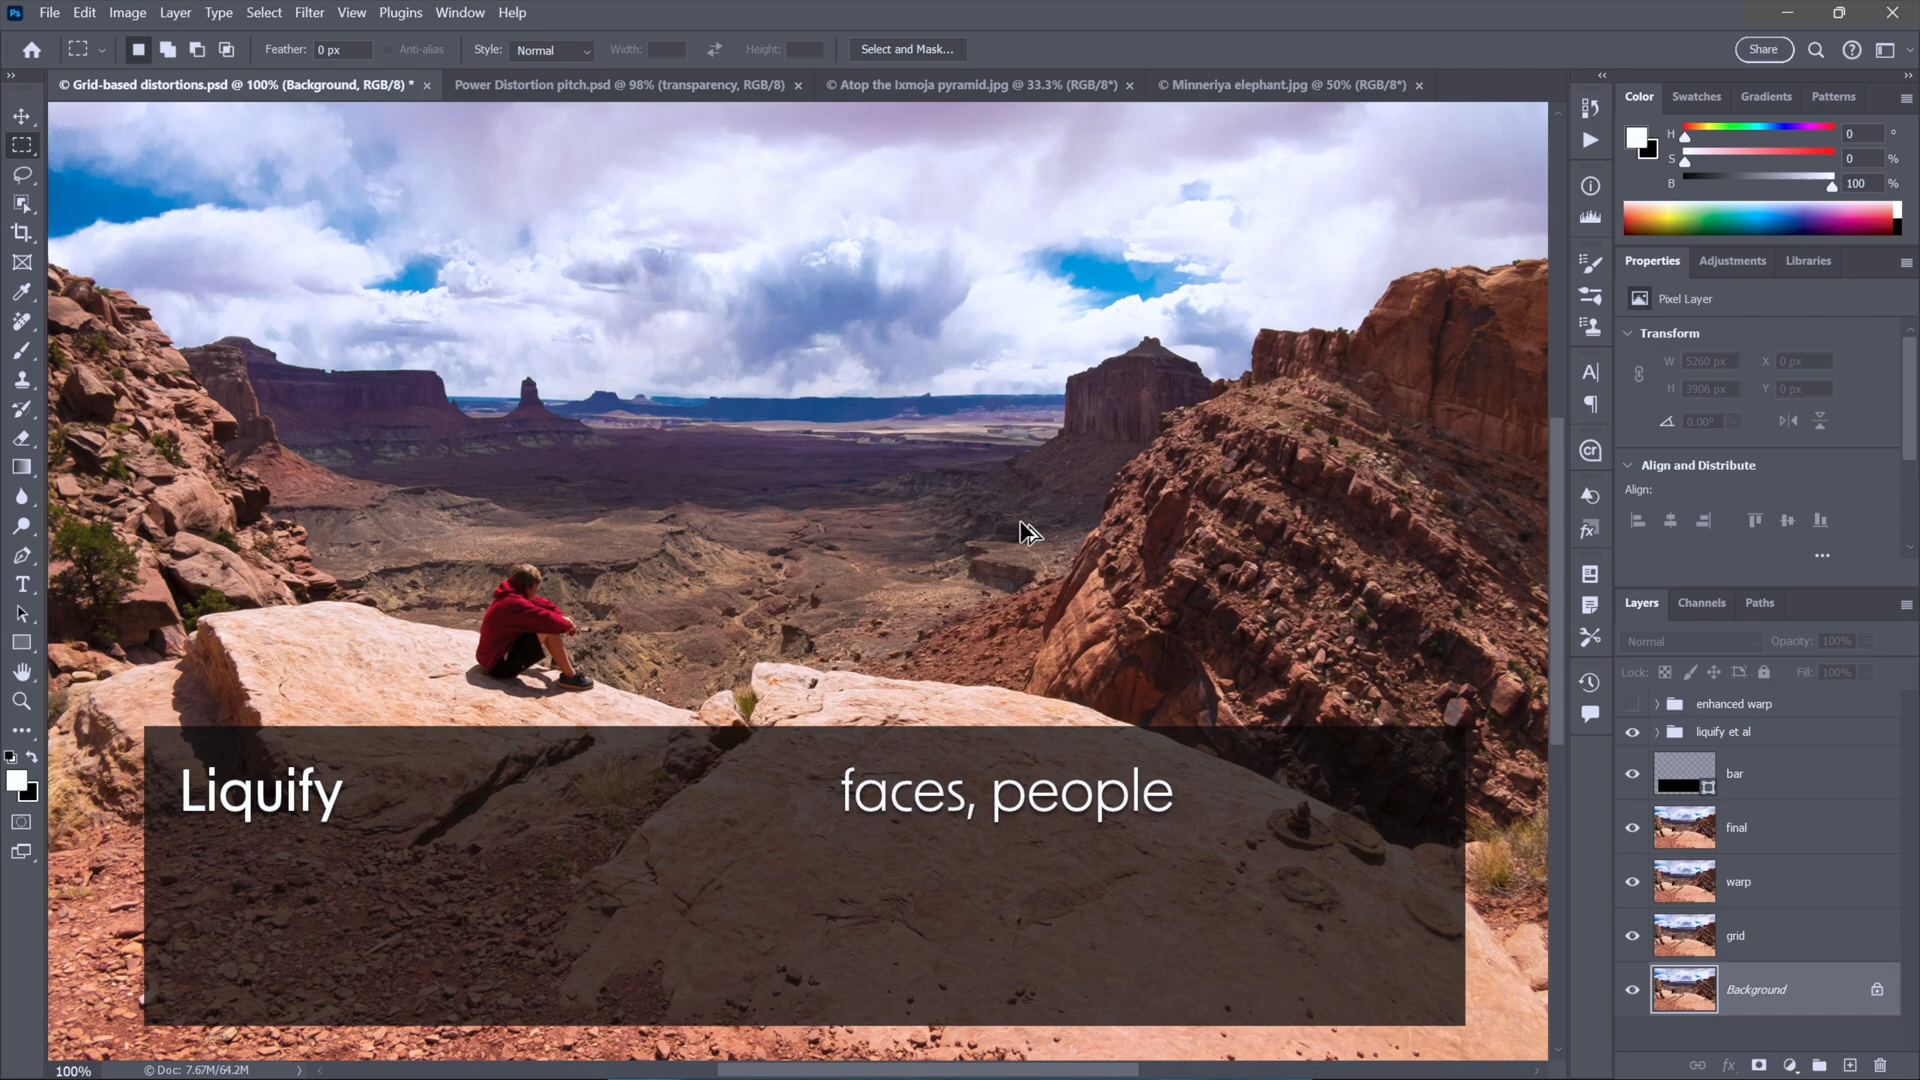 Ps File Edit Image Layer Type Select Filter View Plugins Window Help
Feather: 0 px Anti-alias Style: Normal Width: Height: Select and Mask... Share
© Grid-based distortions.psd @ 100% (Background, RGB/8) * Power Distortion pitch.psd @ 98% (transparency, RGB/8) © Atop the Ixmoja pyramid.jpg @ 33.3% (RGB/8*) © Minneriya elephant.jpg @ 50% (RGB/8*)
Color Swatches Gradients Patterns
H 0 °
S 0 %
B 100 %
Properties Adjustments Libraries
Pixel Layer
Transform
W 5260 px X 0 px
H 3906 px Y 0 px
0.00°
Align and Distribute
Align:
Layers Channels Paths
Normal Opacity: 100%
Lock: Fill: 100%
enhanced warp
liquify et al
bar
final
warp
grid
Background
Liquify faces, people
100% © Doc: 7.67M/64.2M